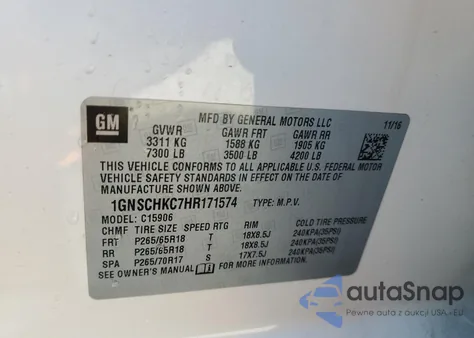 GM
MFD BY GENERAL MOTORS LLC
11/16
GVWR GAWR FRT GAWR RR
3311 KG 1588 KG 1905 KG
7300 LB 3500 LB 4200 LB
THIS VEHICLE CONFORMS TO ALL APPLICABLE U.S. FEDERAL MOTOR
VEHICLE SAFETY STANDARDS IN EFFECT ON THE DATE OF
MANUFACTURE SHOWN ABOVE.
1GNSCHKC7HR171574 TYPE: M.P.V.
MODEL: C15906
CHMF TIRE SIZE SPEED RTG RIM COLD TIRE PRESSURE
FRT P265/65R18 T 18X8.5J 240KPA(35PSI)
RR P265/65R18 T 18X8.5J 240KPA(35PSI)
SPA P265/70R17 S 17X7.5J 240KPA(35PSI)
SEE OWNER'S MANUAL FOR MORE INFORMATION.
autaSnap
Pewne auta z aukcji USA